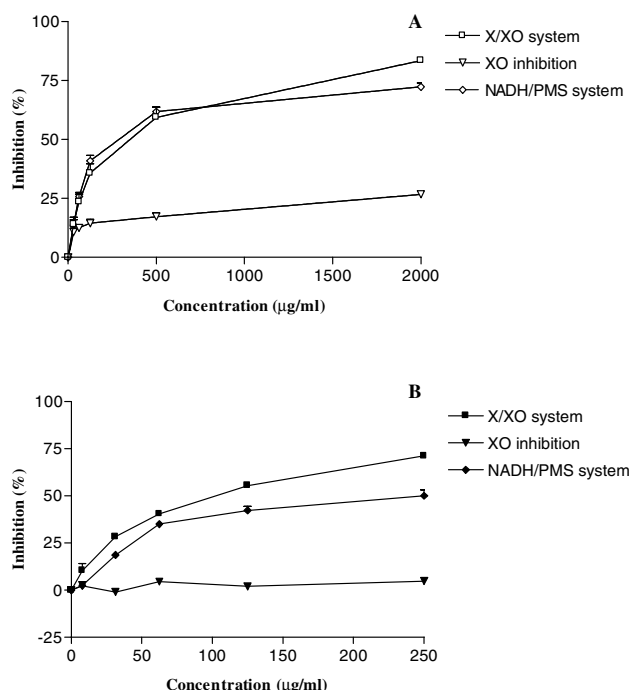 A
X/XO system
XO inhibition
NADH/PMS system
100
75
50
25
0
Inhibition (%)
0 500 1000 1500 2000
Concentration (µg/ml)
B
X/XO system
XO inhibition
NADH/PMS system
100
75
50
25
0
-25
Inhibition (%)
0 50 100 150 200 250
Concentration (µg/ml)